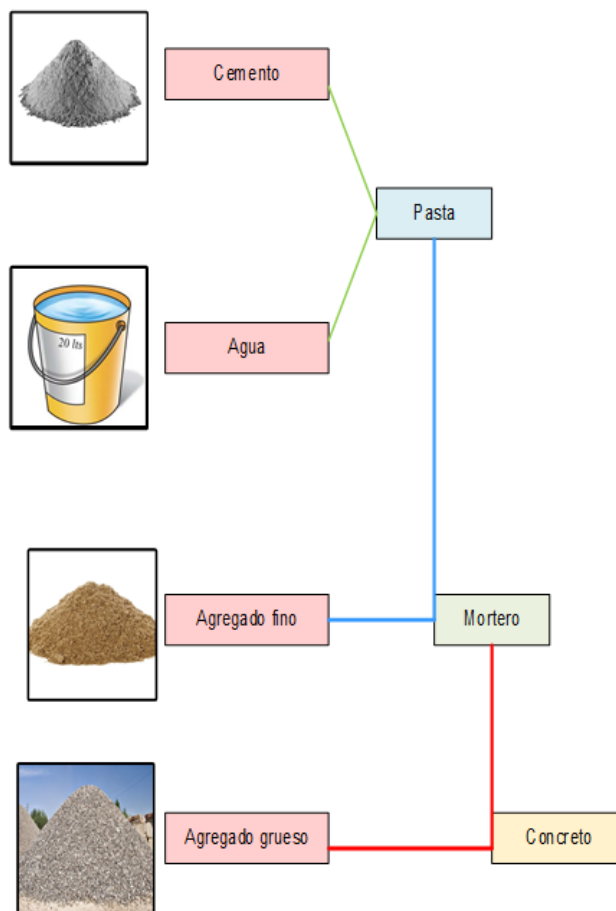 Cemento
Pasta
20 lts
Agua
Agregado fino
Mortero
Agregado grueso
Concreto